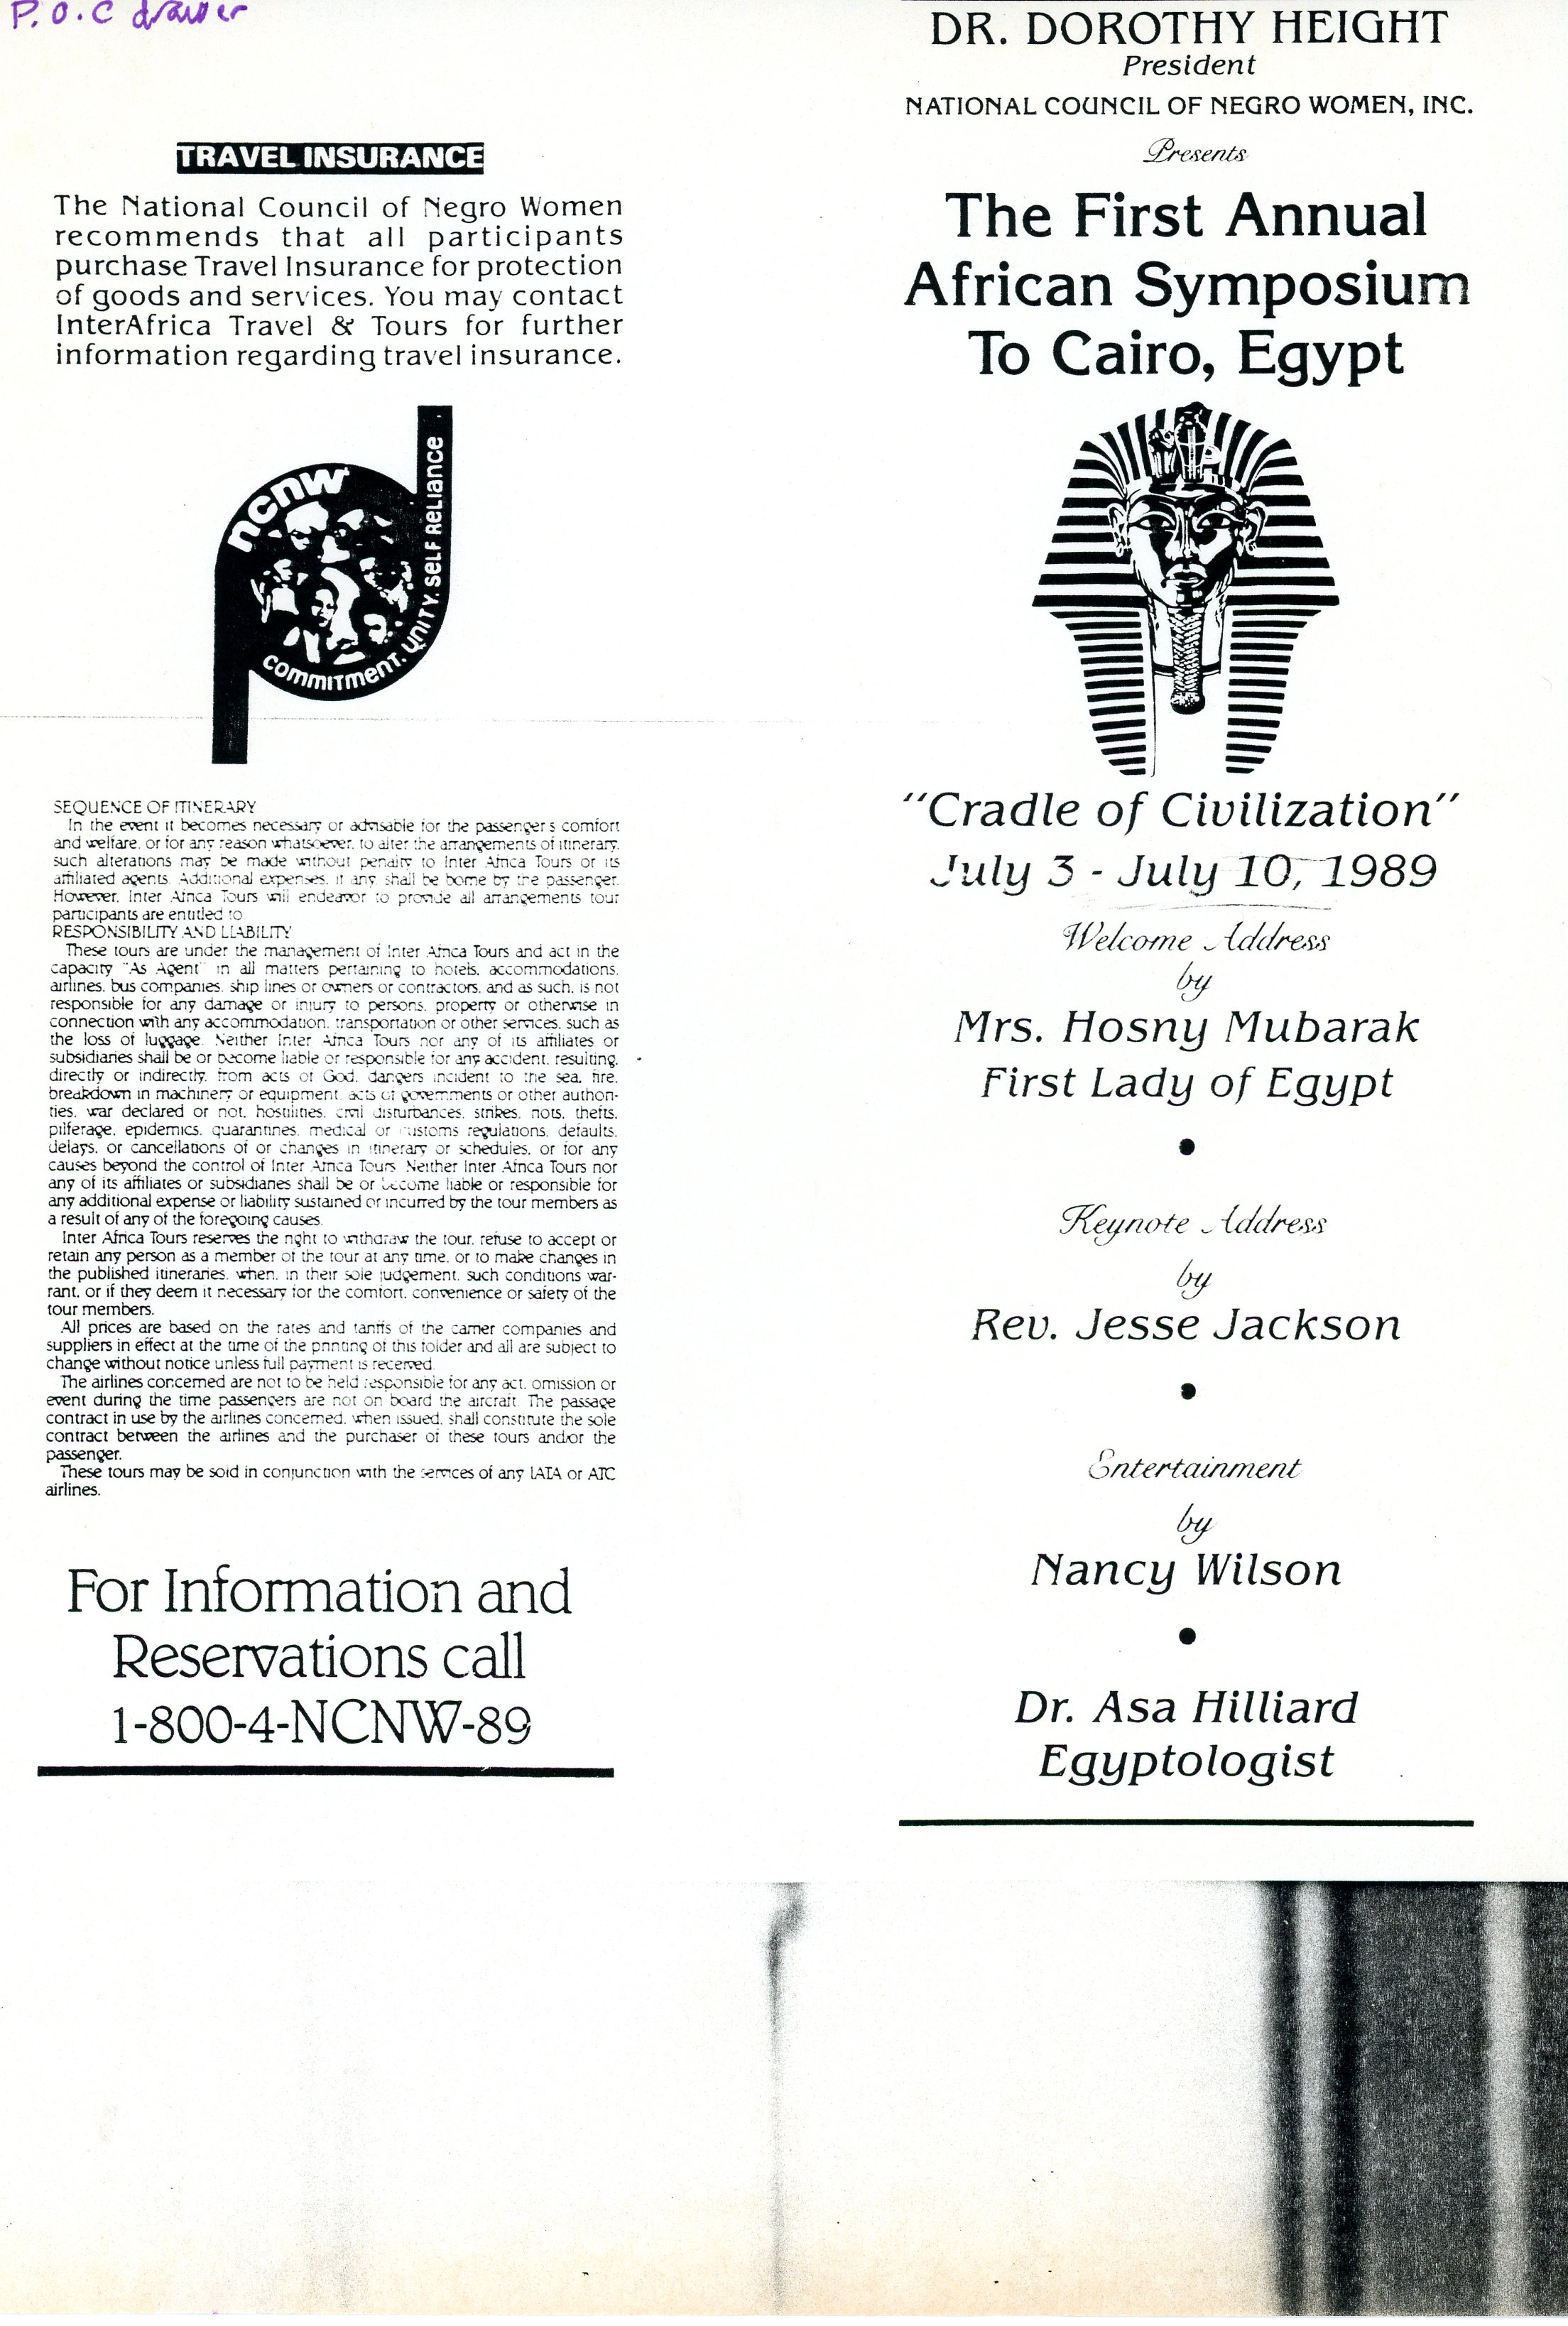 P.O.C drawer
TRAVEL INSURANCE
The National Council of Negro Women
recommends that all participants
purchase Travel Insurance for protection
of goods and services. You may contact
InterAfrica Travel & Tours for further
information regarding travel insurance.
ncnw
COMMITMENT. UNITY. SELF RELIANCE
SEQUENCE OF ITINERARY
In the event it becomes necessary or advisable for the passengers comfort
and welfare, or for any reason whatsoever, to alter the arrangements of itinerary,
such alterations may be made without penalty to Inter Africa Tours or its
affiliated agents. Additional expenses, if any shall be borne by the passenger.
However, Inter Africa Tours will endeavor to provide all arrangements tour
participants are entitled to.
RESPONSIBILITY AND LIABILITY
These tours are under the management of Inter Africa Tours and act in the
capacity "As Agent" in all matters pertaining to hotels, accommodations,
airlines, bus companies, ship lines or owners or contractors, and as such, is not
responsible for any damage or injury to persons, property or otherwise in
connection with any accommodation, transportation or other services, such as
the loss of luggage. Neither Inter Africa Tours nor any of its affiliates or
subsidiaries shall be or become liable or responsible for any accident, resulting,
directly or indirectly, from acts of God, dangers incident to the sea, fire,
breakdown in machinery or equipment, acts of governments or other authori-
ties, war declared or not, hostilities, civil disturbances, strikes, riots, thefts,
pilferage, epidemics, quarantines, medical or customs regulations, defaults,
delays, or cancellations of or changes in itinerary or schedules, or for any
causes beyond the control of Inter Africa Tours. Neither Inter Africa Tours nor
any of its affiliates or subsidiaries shall be or become liable or responsible for
any additional expense or liability sustained or incurred by the tour members as
a result of any of the foregoing causes.
Inter Africa Tours reserves the right to withdraw the tour, refuse to accept or
retain any person as a member of the tour at any time, or to make changes in
the published itineraries, when, in their sole judgement, such conditions war-
rant, or if they deem it necessary for the comfort, convenience or safety of the
tour members.
All prices are based on the rates and tariffs of the carrier companies and
suppliers in effect at the time of the printing of this folder and all are subject to
change without notice unless full payment is received.
The airlines concerned are not to be held responsible for any act, omission or
event during the time passengers are not on board the aircraft. The passage
contract in use by the airlines concerned, when issued, shall constitute the sole
contract between the airlines and the purchaser of these tours and/or the
passenger.
These tours may be sold in conjunction with the services of any IATA or ATC
airlines.
For Information and
Reservations call
1-800-4-NCNW-89
DR. DOROTHY HEIGHT
President
NATIONAL COUNCIL OF NEGRO WOMEN, INC.
Presents
The First Annual
African Symposium
To Cairo, Egypt
"Cradle of Civilization"
July 3 - July 10, 1989
Welcome Address
by
Mrs. Hosny Mubarak
First Lady of Egypt
•
Keynote Address
by
Rev. Jesse Jackson
•
Entertainment
by
Nancy Wilson
•
Dr. Asa Hilliard
Egyptologist